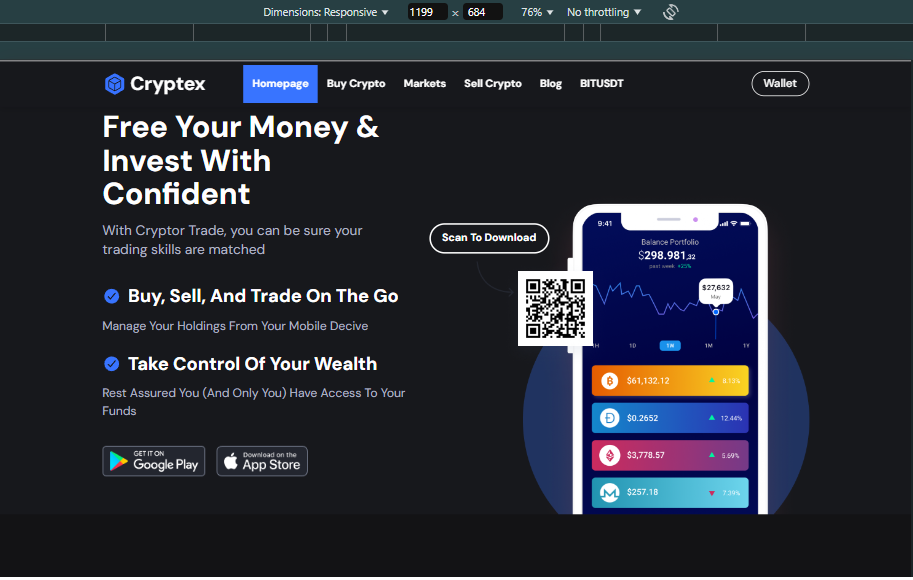 Dimensions: Responsive 1199 x 684 76% No throttling
Cryptex Homepage Buy Crypto Markets Sell Crypto Blog BITUSDT Wallet
Free Your Money &
Invest With
Confident
With Cryptor Trade, you can be sure your
trading skills are matched
Buy, Sell, And Trade On The Go
Manage Your Holdings From Your Mobile Decive
Take Control Of Your Wealth
Rest Assured You (And Only You) Have Access To Your
Funds
GET IT ON
Google Play
Download on the
App Store
Scan To Download
9:41
Balance Portfolio
$298.981,32
past week +25%
$27,632
May
1H 1D 1W 1M 1Y
$61,132.12 8.13%
$0.2652 12.44%
$3,778.57 5.69%
$257.18 7.39%